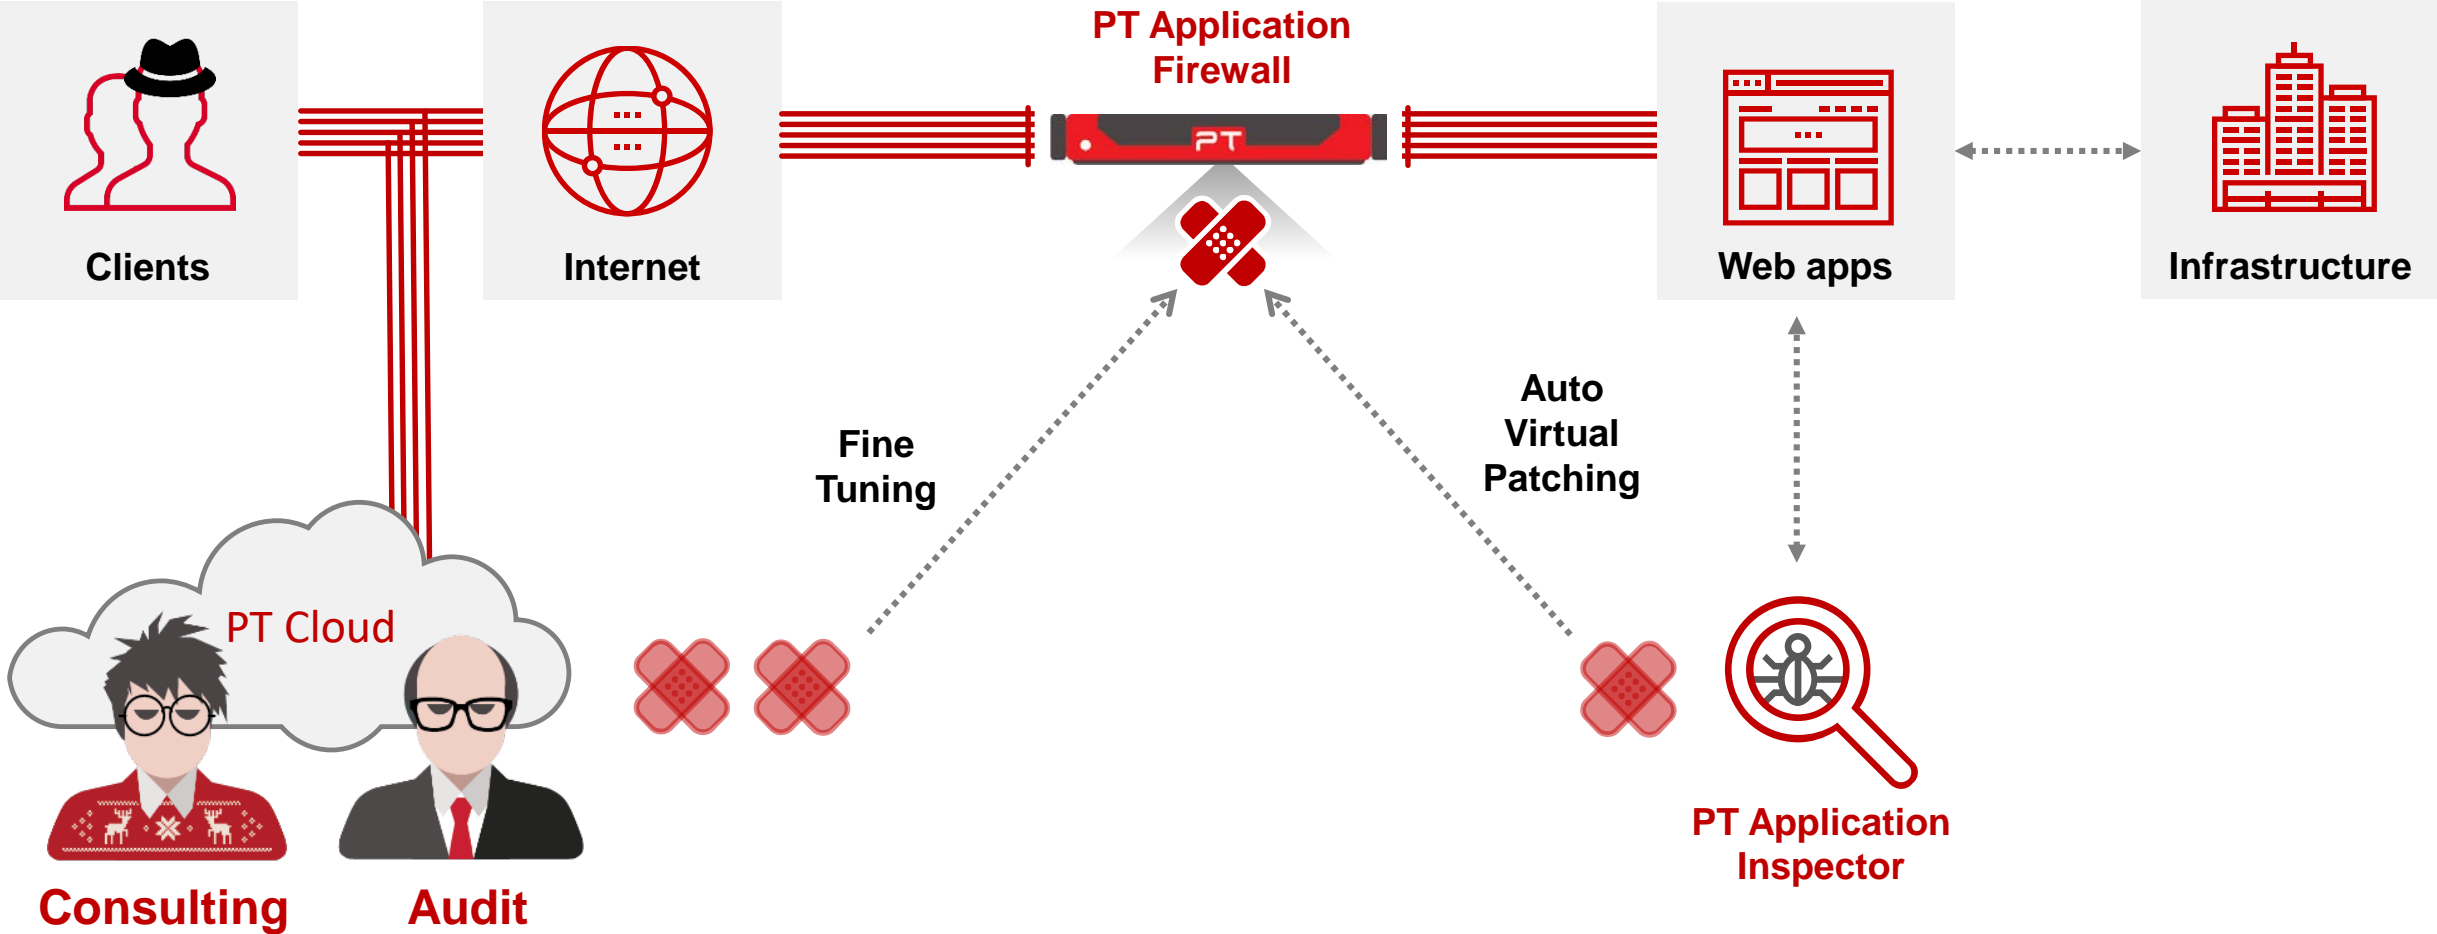 PT Application
Firewall
PT
Clients
Internet
Web apps
Infrastructure
Auto
Virtual
Patching
Fine
Tuning
PT Cloud
PT Application
Inspector
Consulting
Audit